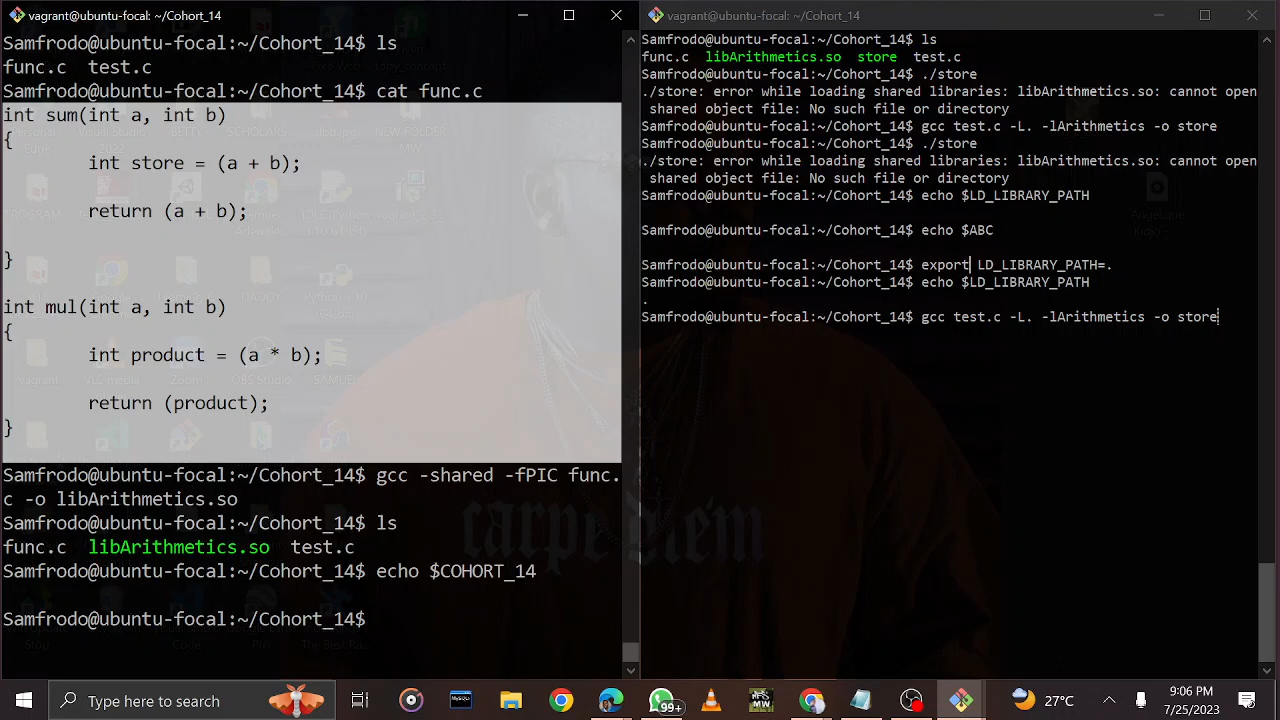 vagrant@ubuntu-focal: ~/Cohort_14
Samfrodo@ubuntu-focal:~/Cohort_14$ ls
func.c  test.c
Samfrodo@ubuntu-focal:~/Cohort_14$ cat func.c
int sum(int a, int b)
{
        int store = (a + b);
        return (a + b);
}
int mul(int a, int b)
{
        int product = (a * b);
        return (product);
}
Samfrodo@ubuntu-focal:~/Cohort_14$ gcc -shared -fPIC func.
c -o libArithmetics.so
Samfrodo@ubuntu-focal:~/Cohort_14$ ls
func.c  libArithmetics.so  test.c
Samfrodo@ubuntu-focal:~/Cohort_14$ echo $COHORT_14
Samfrodo@ubuntu-focal:~/Cohort_14$
vagrant@ubuntu-focal: ~/Cohort_14
Samfrodo@ubuntu-focal:~/Cohort_14$ ls
func.c  libArithmetics.so  store  test.c
Samfrodo@ubuntu-focal:~/Cohort_14$ ./store
./store: error while loading shared libraries: libArithmetics.so: cannot open
shared object file: No such file or directory
Samfrodo@ubuntu-focal:~/Cohort_14$ gcc test.c -L. -lArithmetics -o store
Samfrodo@ubuntu-focal:~/Cohort_14$ ./store
./store: error while loading shared libraries: libArithmetics.so: cannot open
shared object file: No such file or directory
Samfrodo@ubuntu-focal:~/Cohort_14$ echo $LD_LIBRARY_PATH
Samfrodo@ubuntu-focal:~/Cohort_14$ echo $ABC
Samfrodo@ubuntu-focal:~/Cohort_14$ export LD_LIBRARY_PATH=.
Samfrodo@ubuntu-focal:~/Cohort_14$ echo $LD_LIBRARY_PATH
.
Samfrodo@ubuntu-focal:~/Cohort_14$ gcc test.c -L. -lArithmetics -o store
carpe diem
Type here to search
99+
27°C
9:06 PM
7/25/2023